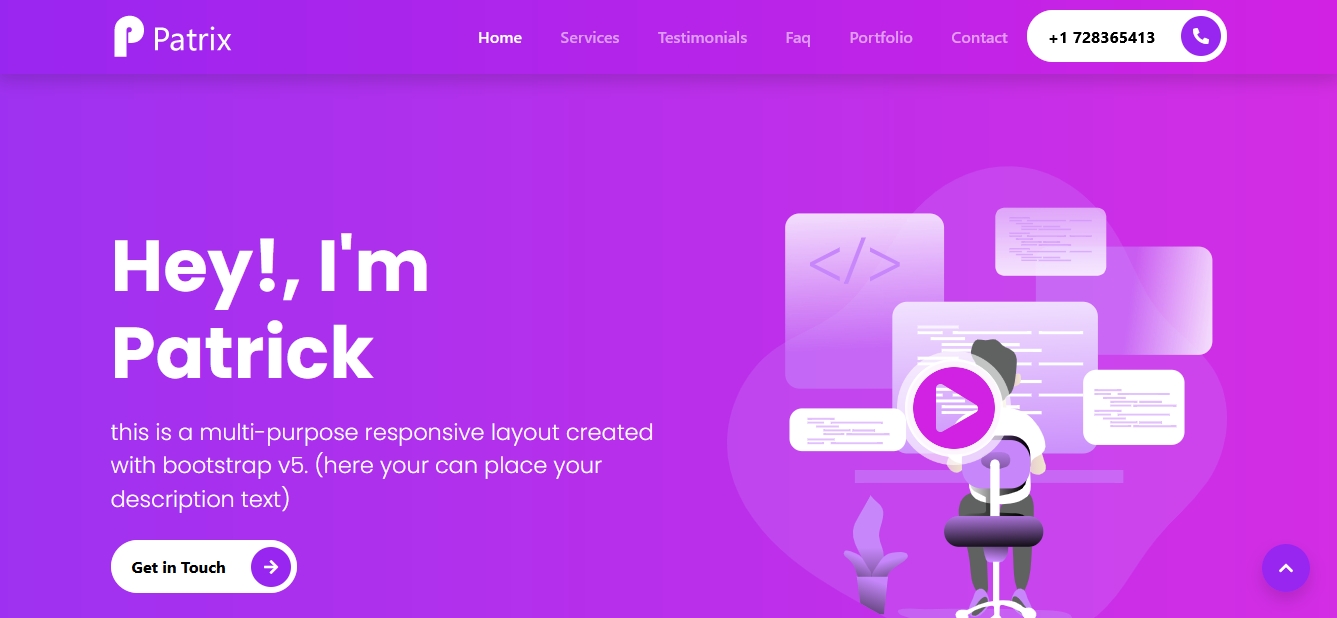 Patrix
Home
Services
Testimonials
Faq
Portfolio
Contact
+1 728365413
</>
Hey!, I'm
Patrick
this is a multi-purpose responsive layout created
with bootstrap v5. (here your can place your
description text)
Get in Touch